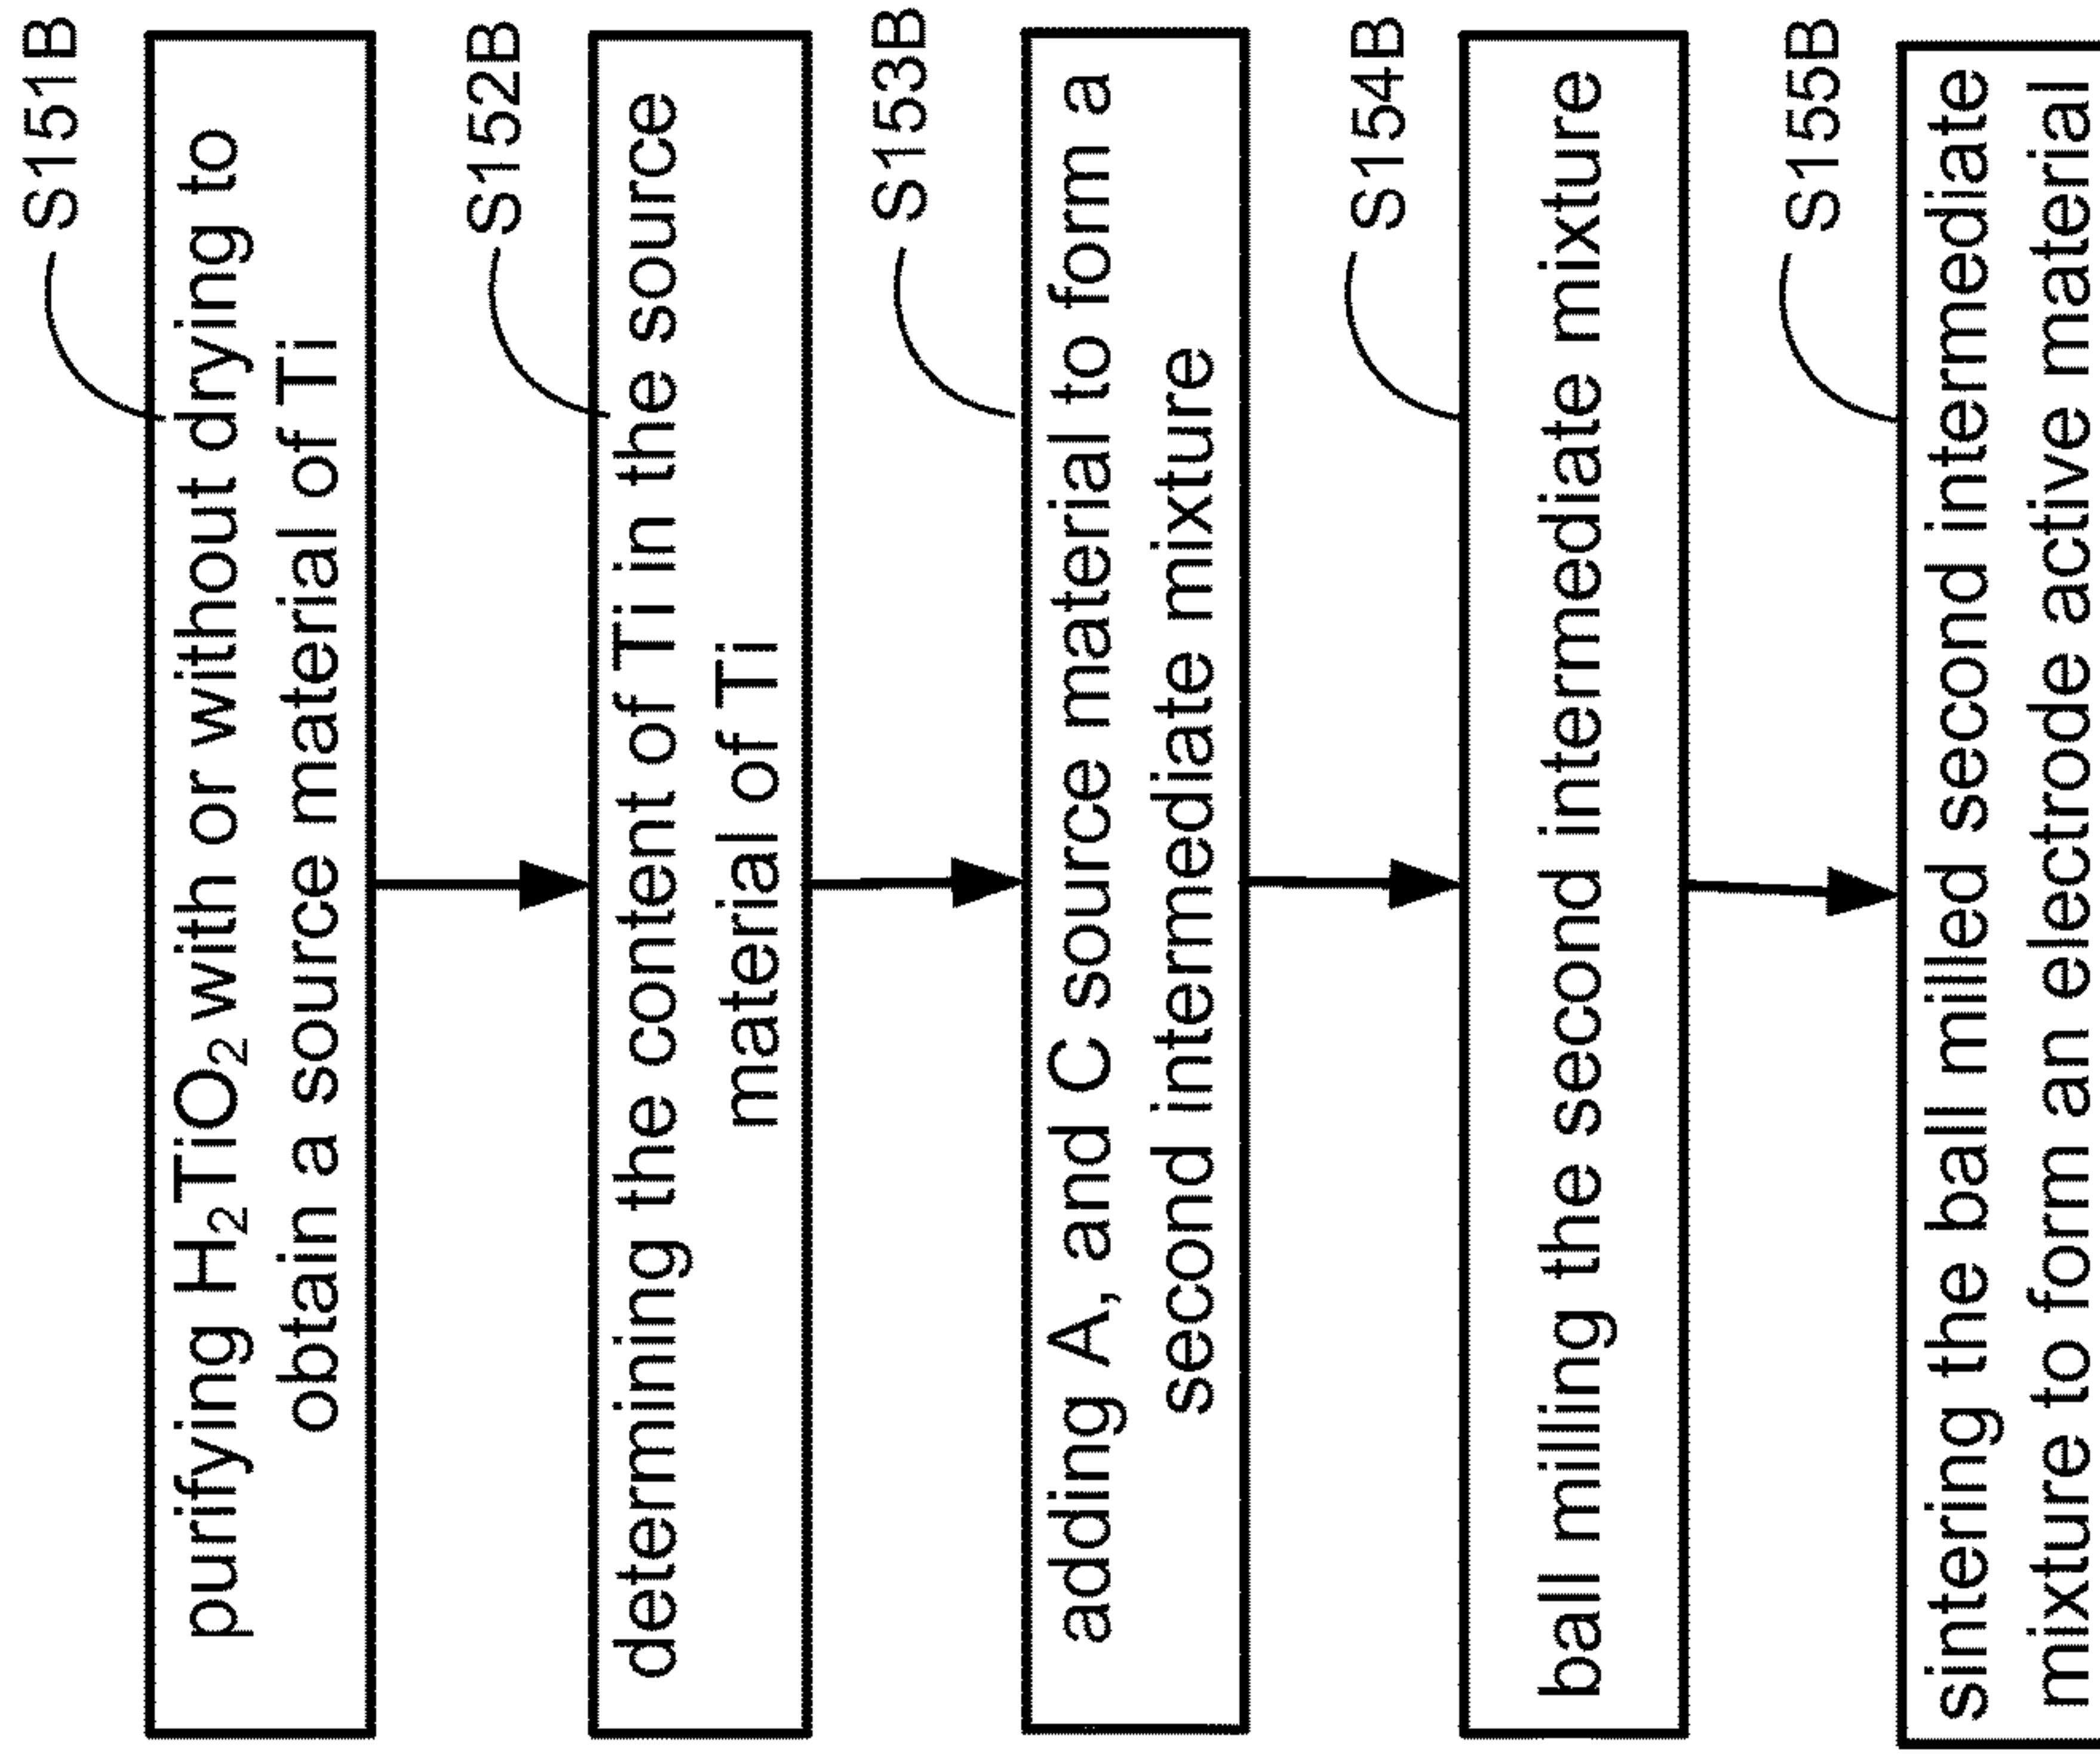 S151B
purifying H₂TiO₂ with or without drying to
obtain a source material of Ti
S152B
determining the content of Ti in the source
material of Ti
S153B
adding A, and C source material to form a
second intermediate mixture
S154B
ball milling the second intermediate mixture
S155B
sintering the ball milled second intermediate
mixture to form an electrode active material